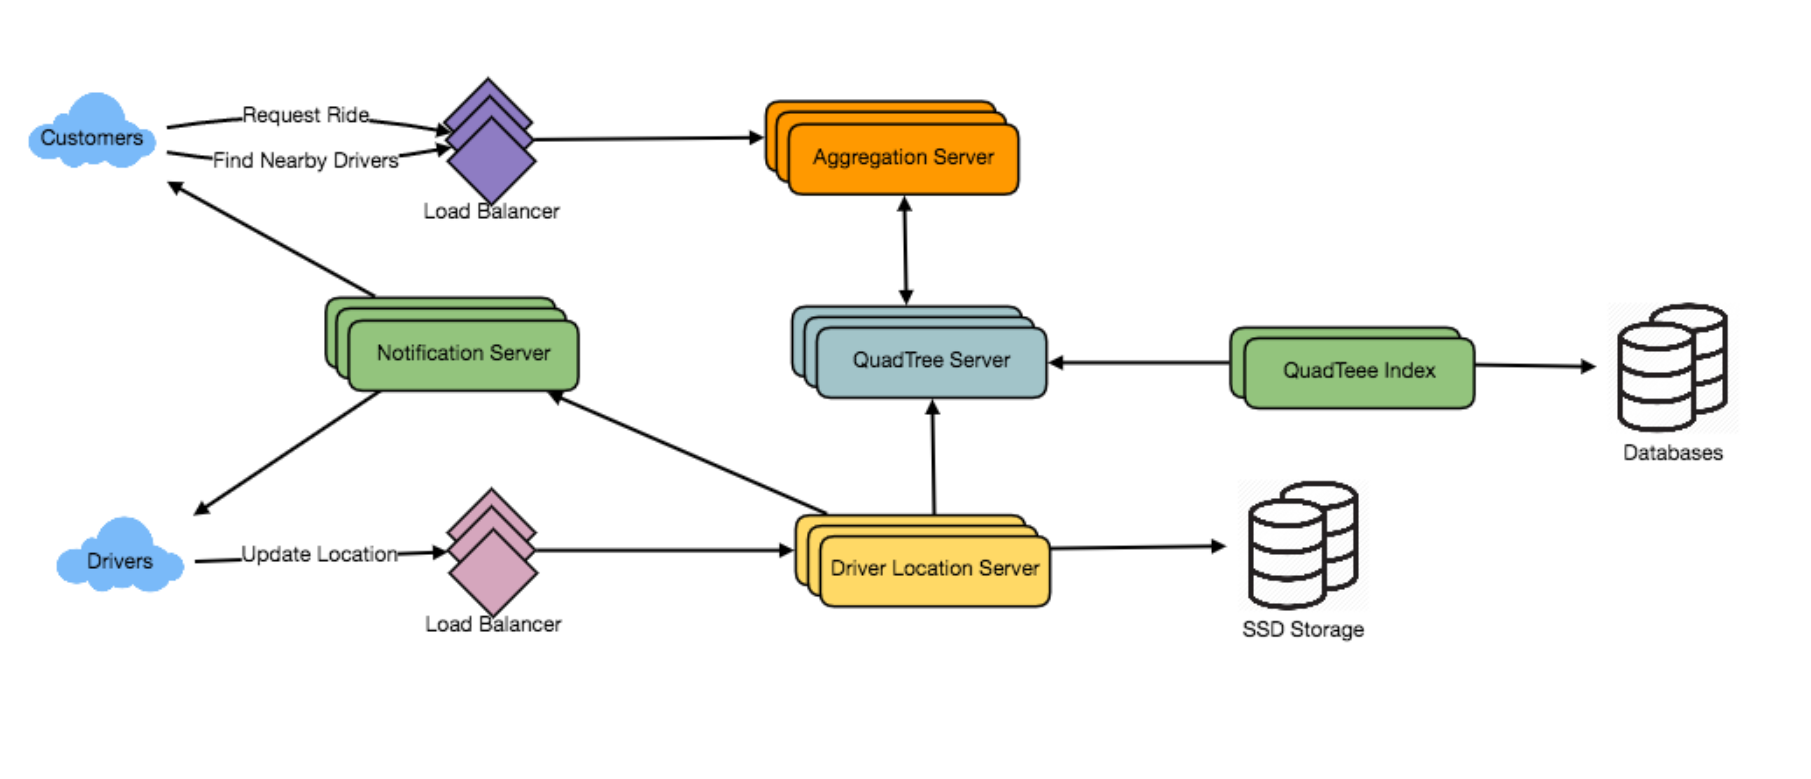 Request Ride
Customers
Find Nearby Drivers
Load Balancer
Aggregation Server
Notification Server
QuadTree Server
QuadTeee Index
Databases
Drivers
Update Location
Load Balancer
Driver Location Server
SSD Storage